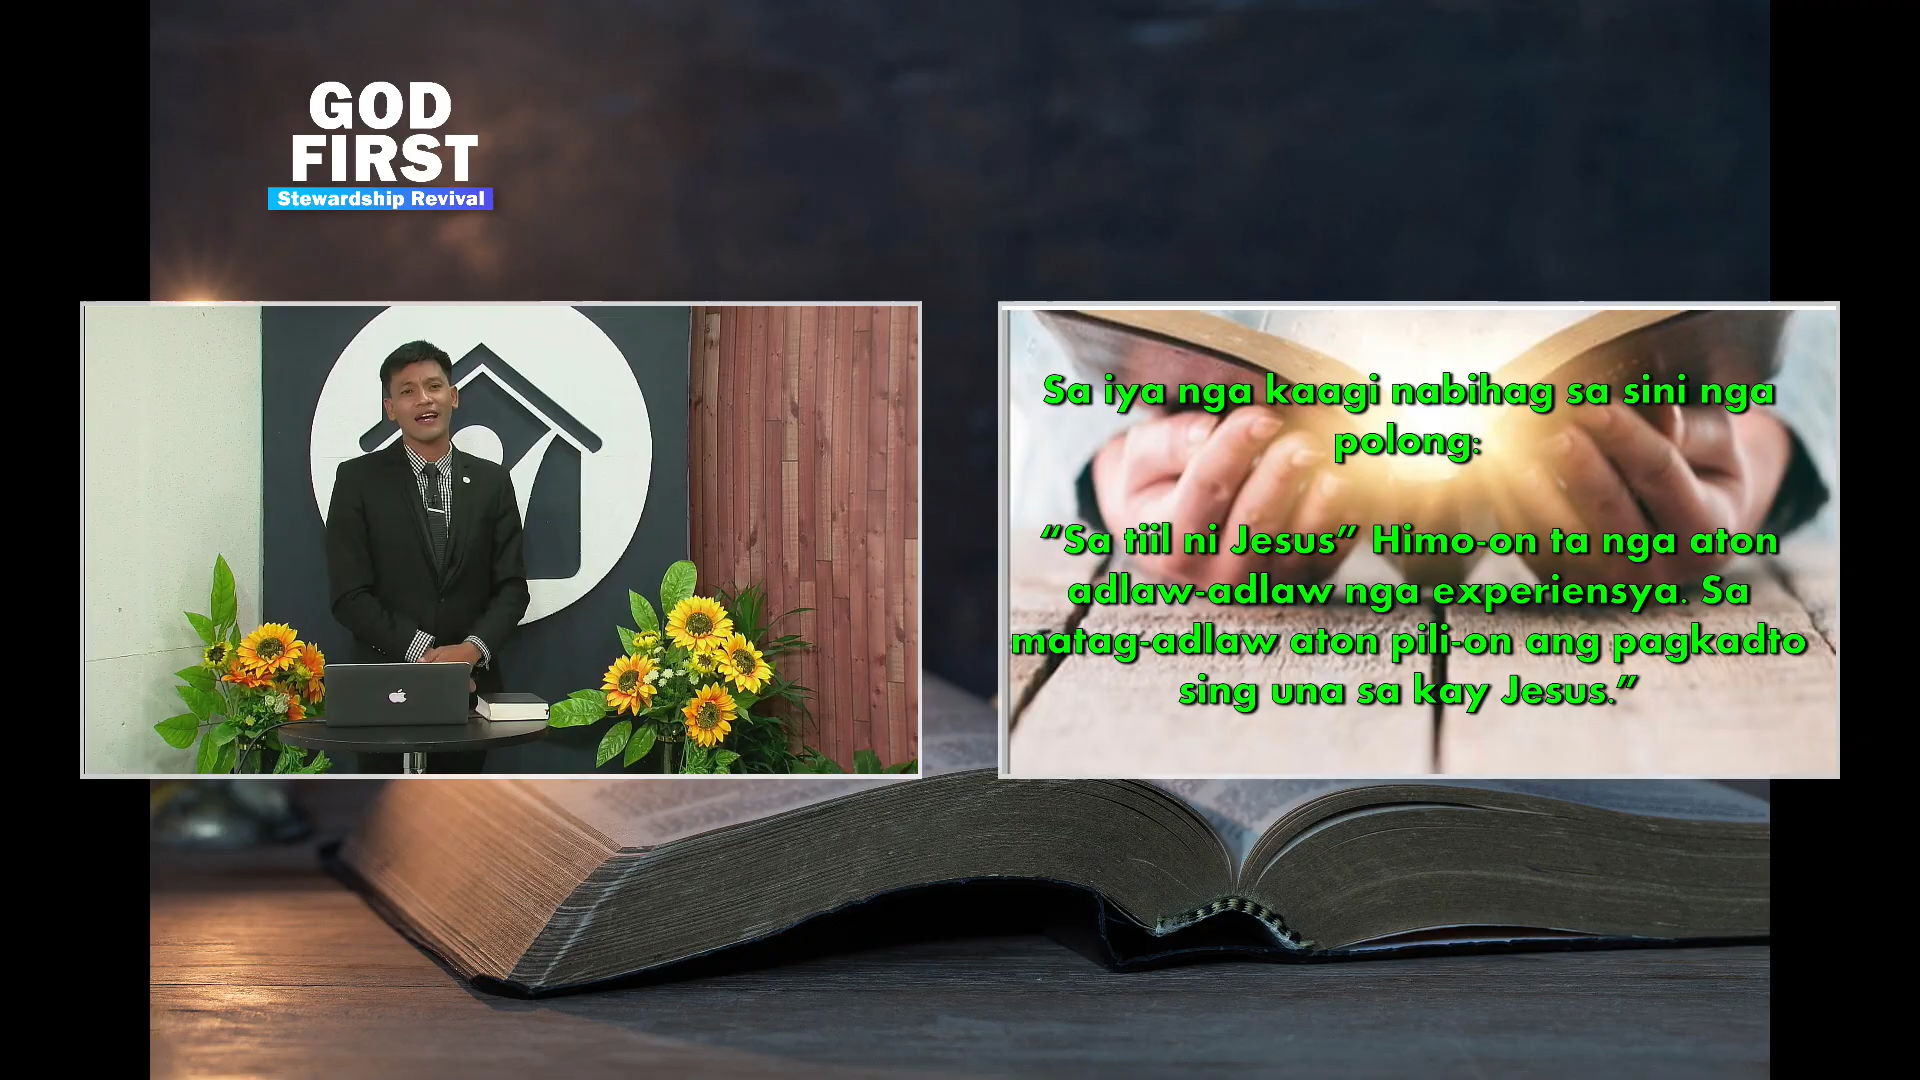 GOD
FIRST
Stewardship Revival
Sa iya nga kaagi nabihag sa sini nga
polong:
“Sa tiil ni Jesus” Himo-on ta nga aton
adlaw-adlaw nga experiensya. Sa
matag-adlaw aton pili-on ang pagkadto
sing una sa kay Jesus.”